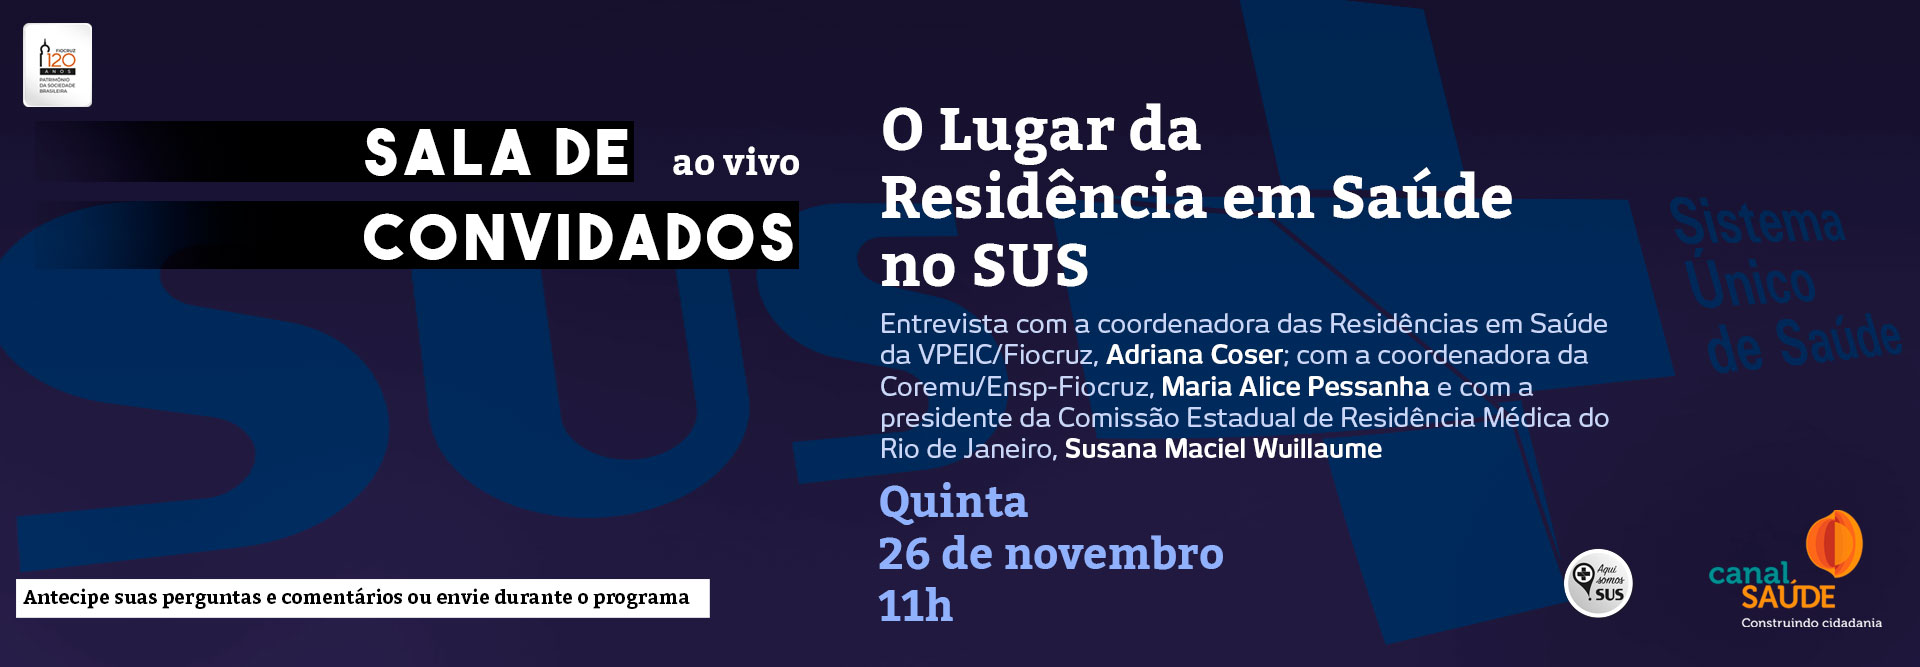 FIOCRUZ
120
ANOS
PATRIMÔNIO
DA SOCIEDADE
BRASILEIRA
SALA DE ao vivo
CONVIDADOS
O Lugar da
Residência em Saúde
no SUS
Entrevista com a coordenadora das Residências em Saúde
da VPEIC/Fiocruz, Adriana Coser; com a coordenadora da
Coremu/Ensp-Fiocruz, Maria Alice Pessanha e com a
presidente da Comissão Estadual de Residência Médica do
Rio de Janeiro, Susana Maciel Wuillaume
Quinta
26 de novembro
11h
Antecipe suas perguntas e comentários ou envie durante o programa
SUS
Sistema
Único
de Saúde
Aqui
somos
SUS
canal
SAÚDE
Construindo cidadania